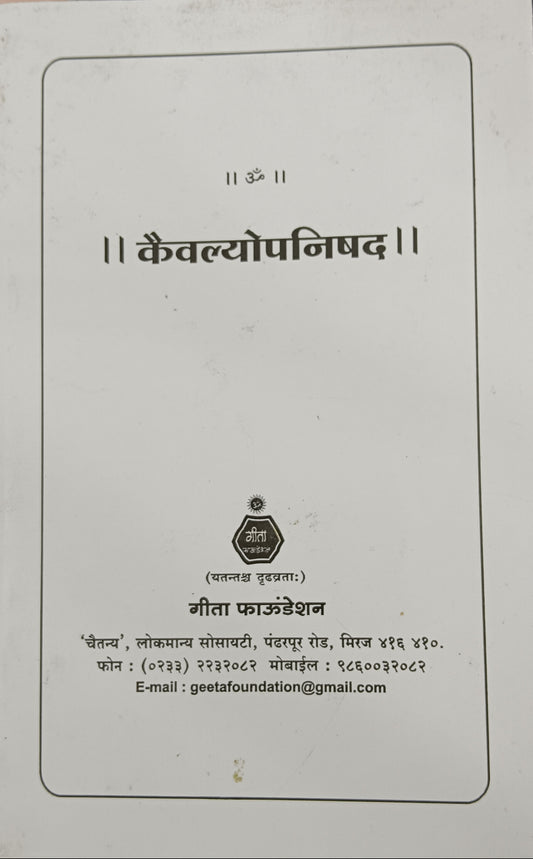 ।। ॐ ।।
।। कैवल्योपनिषद ।।
ॐ
गीता
फाऊंडेशन
(यतन्तश्च दृढव्रताः)
गीता फाऊंडेशन
‘चैतन्य’, लोकमान्य सोसायटी, पंढरपूर रोड, मिरज ४१६ ४१०.
फोन : (०२३३) २२३२०८२ मोबाईल : ९८६००३२०८२
E-mail : geetafoundation@gmail.com